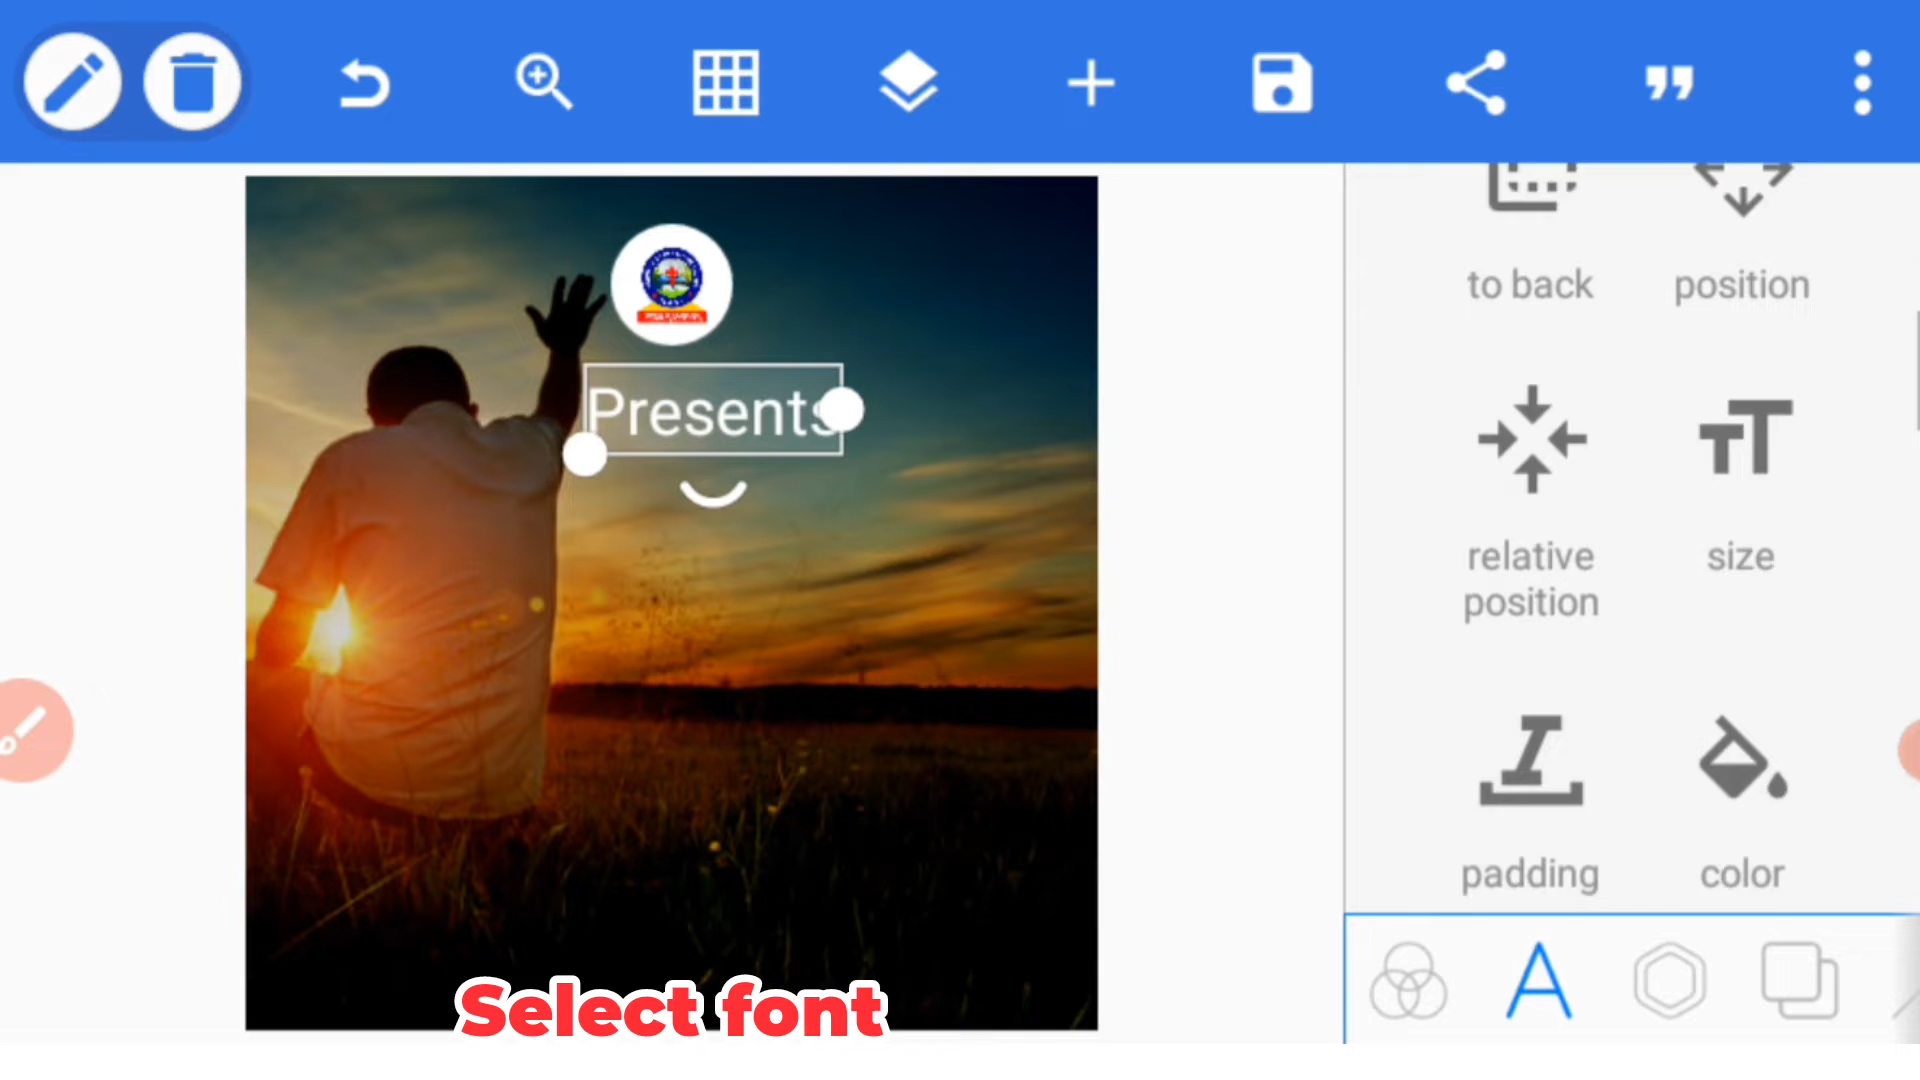 Presents
to back
position
relative
position
size
padding
color
Select font